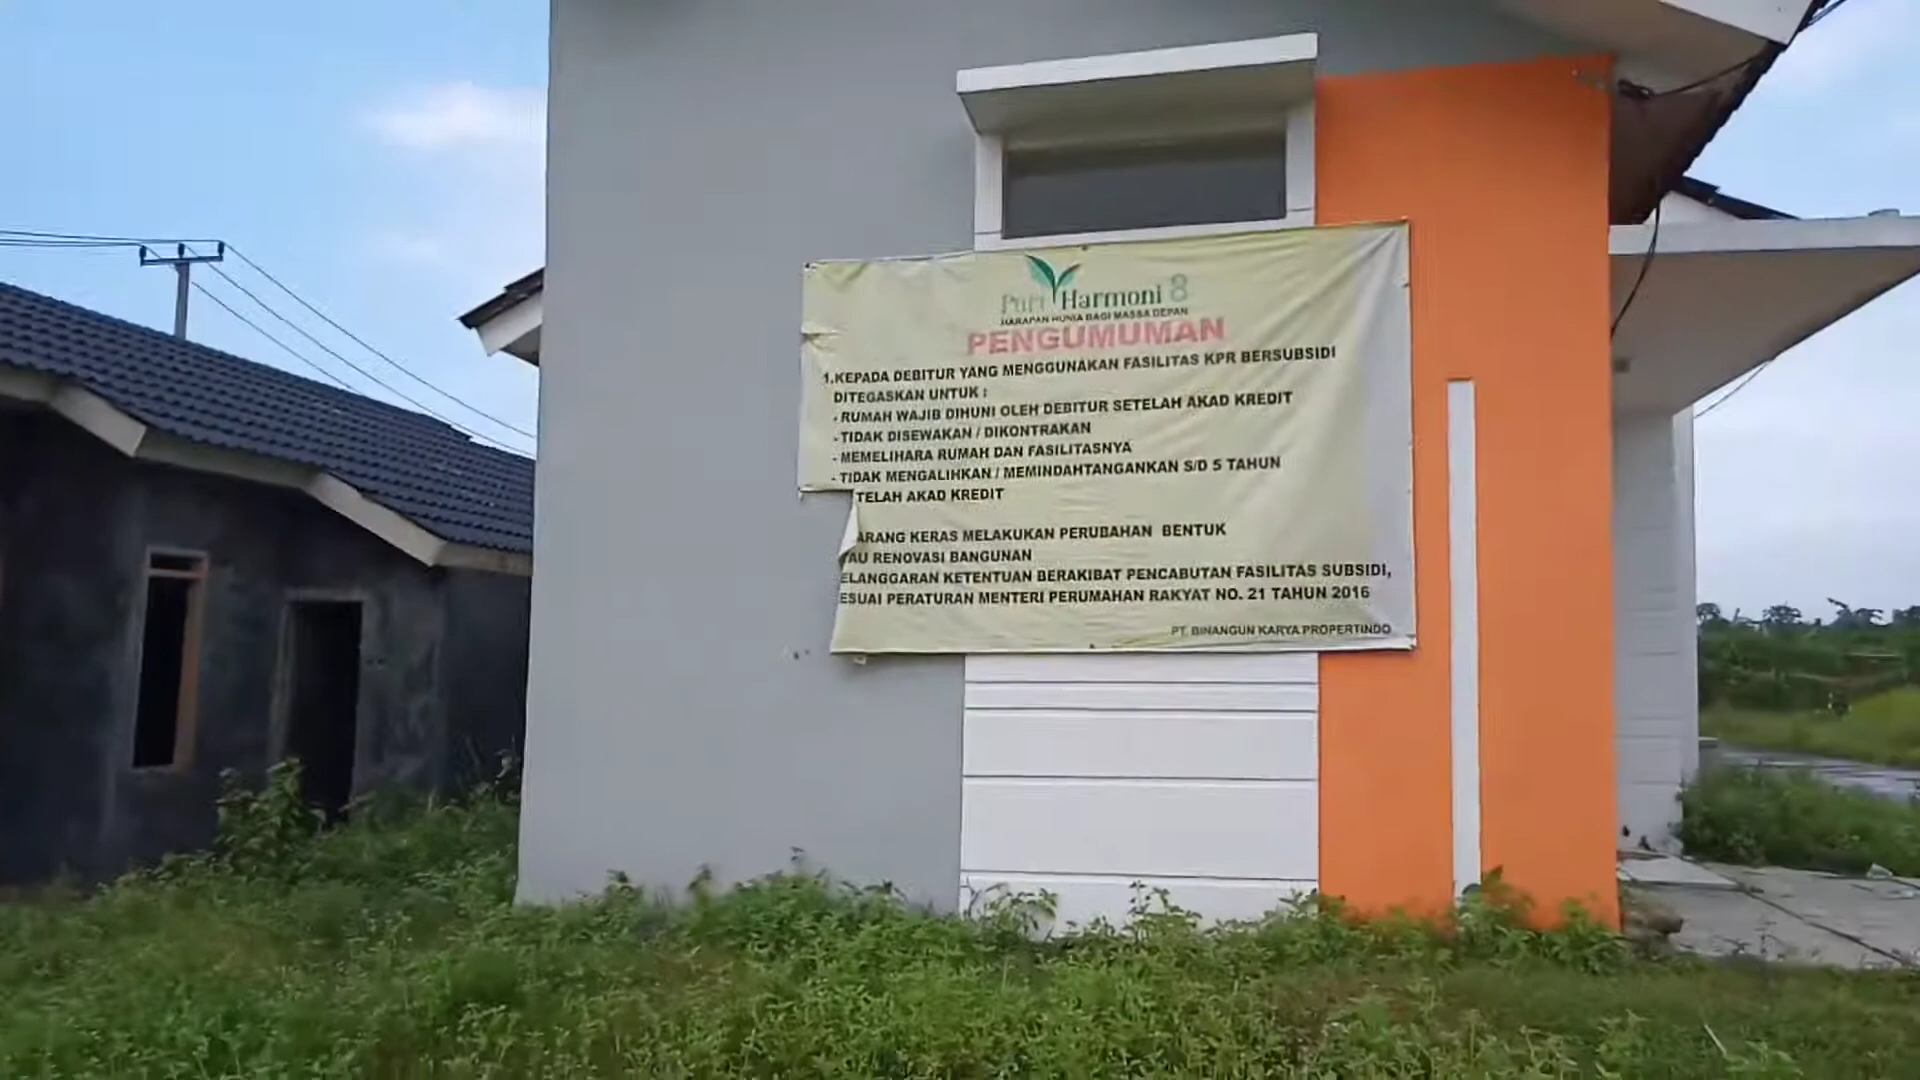 Puri Harmoni 8
HARAPAN HUNIA BAGI MASSA DEPAN
PENGUMUMAN
1.KEPADA DEBITUR YANG MENGGUNAKAN FASILITAS KPR BERSUBSIDI
DITEGASKAN UNTUK :
- RUMAH WAJIB DIHUNI OLEH DEBITUR SETELAH AKAD KREDIT
- TIDAK DISEWAKAN / DIKONTRAKAN
- MEMELIHARA RUMAH DAN FASILITASNYA
- TIDAK MENGALIHKAN / MEMINDAHTANGANKAN S/D 5 TAHUN
TELAH AKAD KREDIT
ARANG KERAS MELAKUKAN PERUBAHAN BENTUK
AU RENOVASI BANGUNAN
ELANGGARAN KETENTUAN BERAKIBAT PENCABUTAN FASILITAS SUBSIDI,
ESUAI PERATURAN MENTERI PERUMAHAN RAKYAT NO. 21 TAHUN 2016
PT. BINANGUN KARYA PROPERTINDO